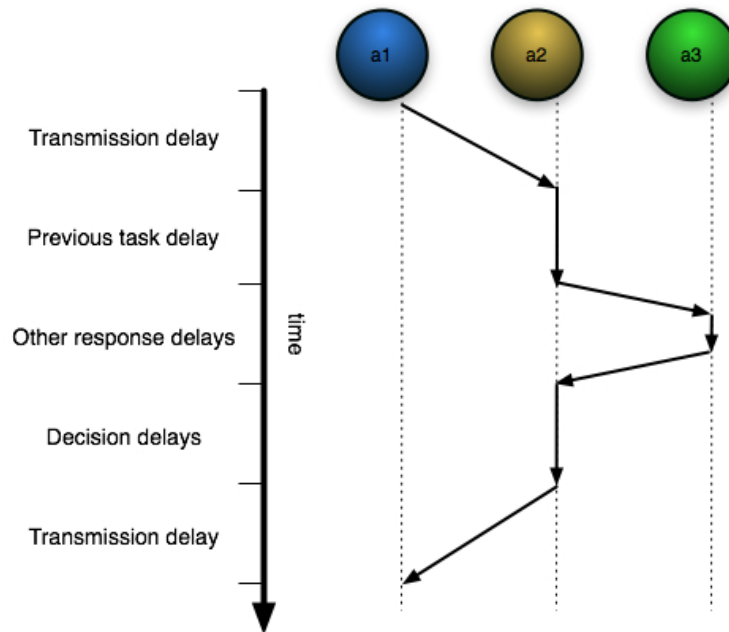 a1
a2
a3
Transmission delay
Previous task delay
Other response delays
time
Decision delays
Transmission delay